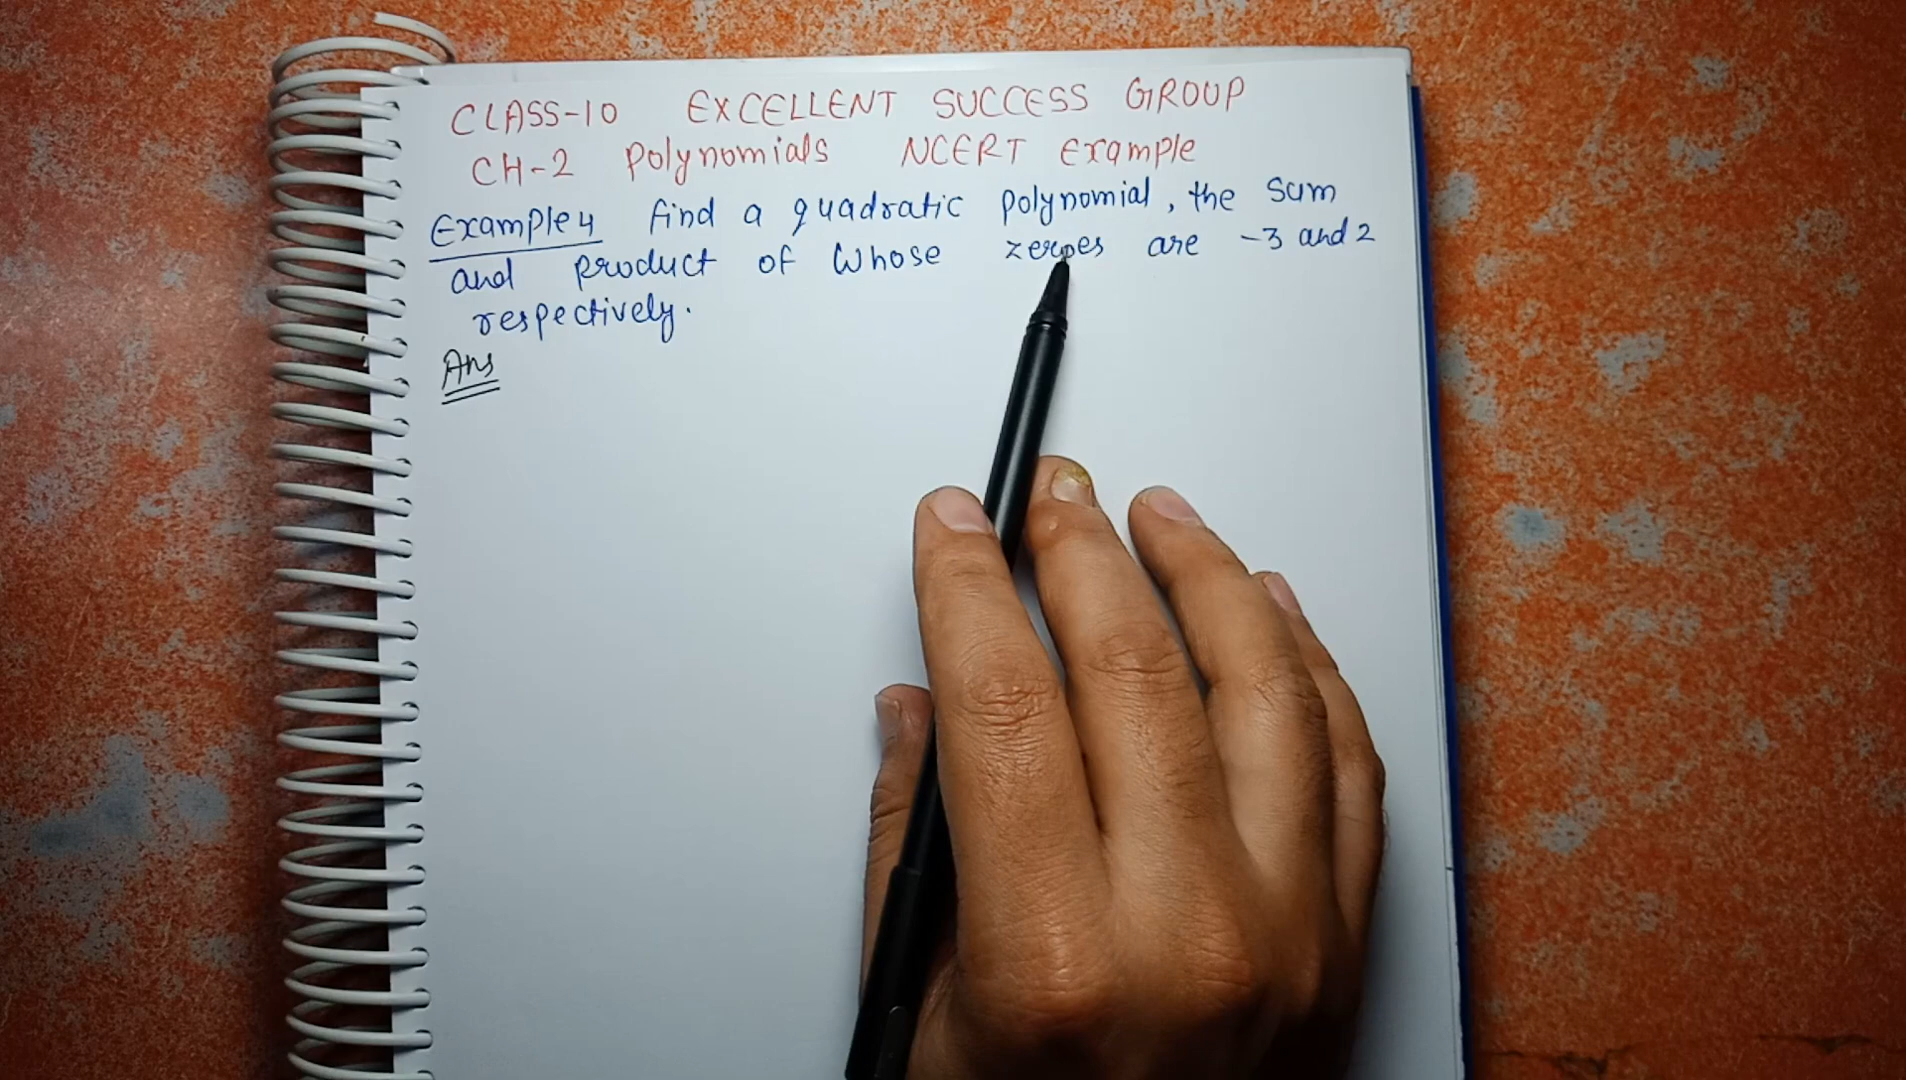 CLASS-10 EXCELLENT SUCCESS GROUP
CH-2 Polynomials NCERT Example
Example 4 find a quadratic polynomial, the sum
and product of whose zeroes are -3 and 2
respectively.
Ans